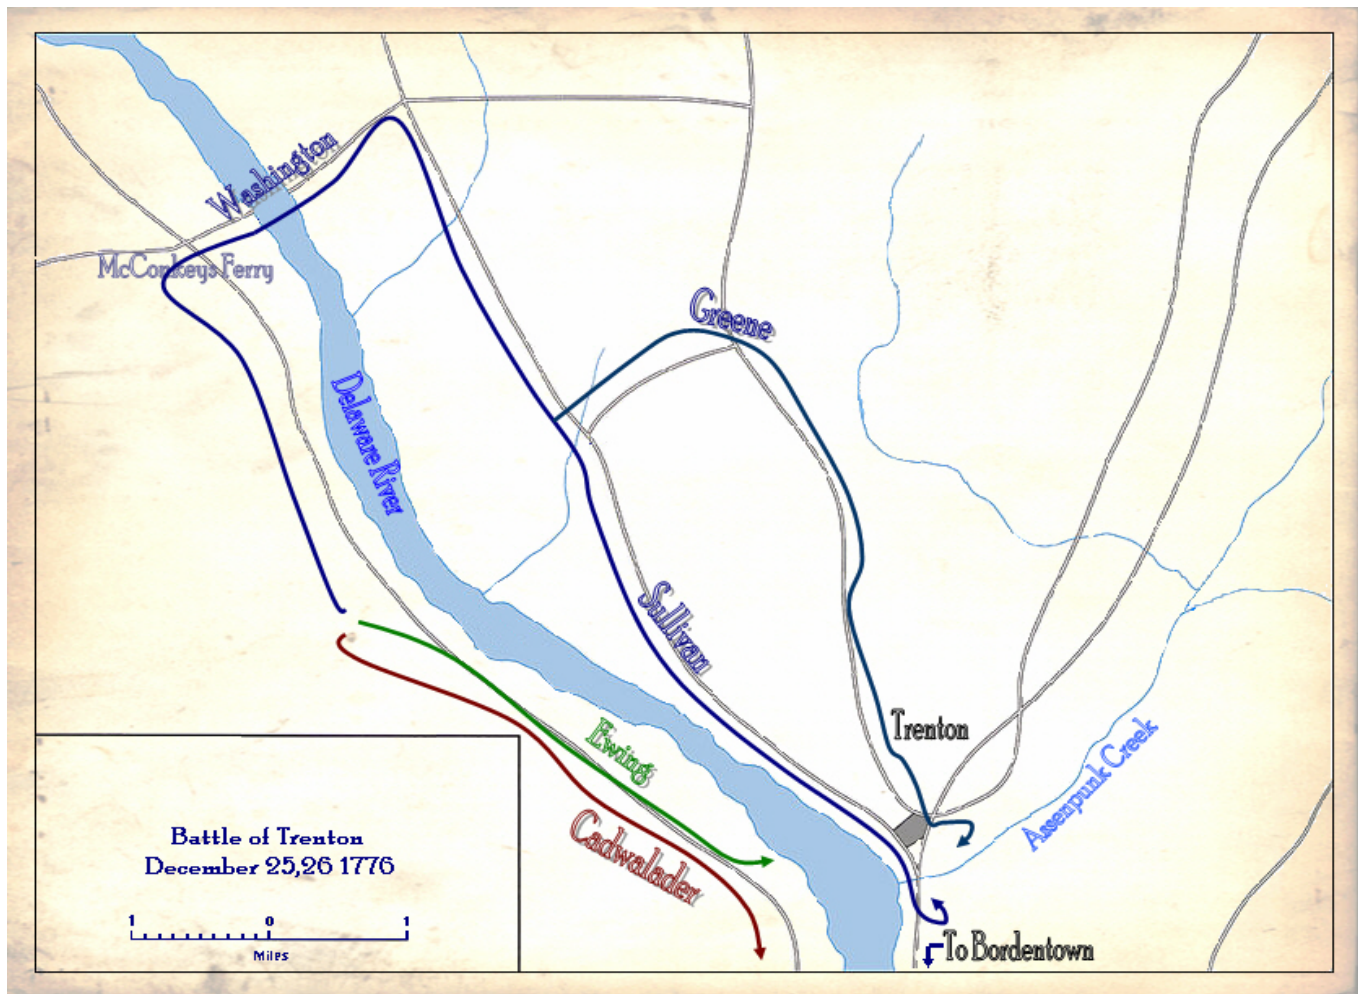 Washington
McConkeys Ferry
Greene
Delaware River
Sullivan
Trenton
Ewing
Assenpunk Creek
Cadwalader
Battle of Trenton
December 25,26 1776
1 0 1
Miles
To Bordentown